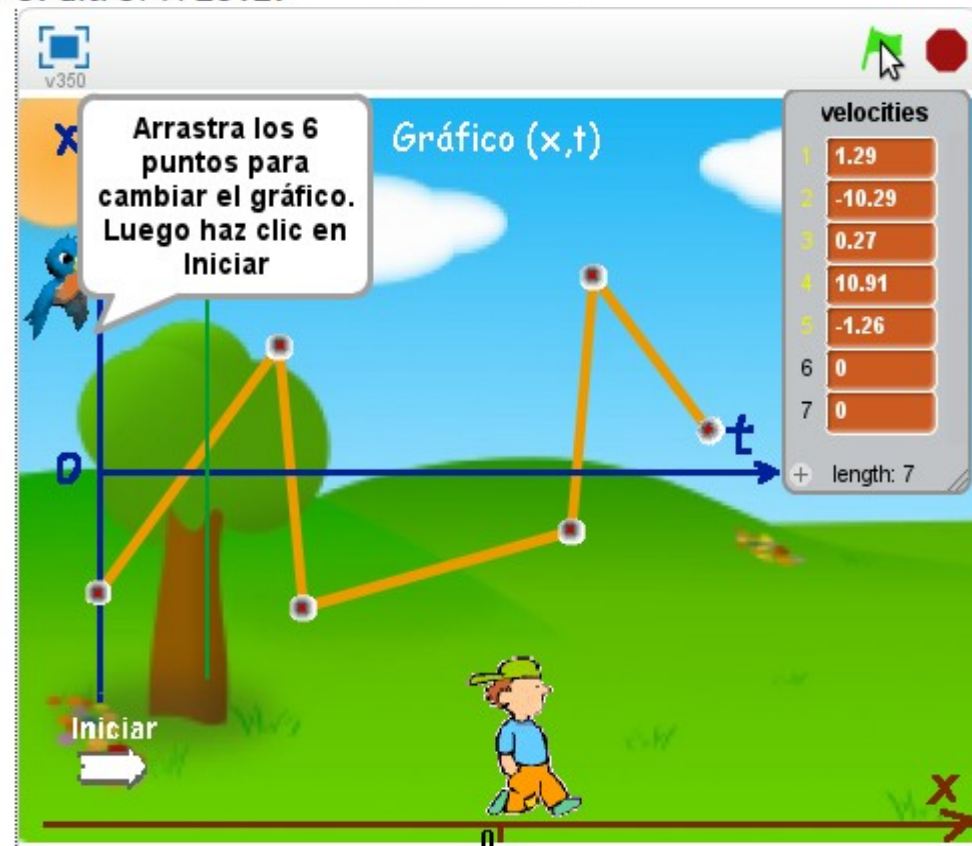 v350
x
Arrastra los 6
puntos para
cambiar el gráfico.
Luego haz clic en
Iniciar
Gráfico (x,t)
velocities
1 1.29
2 -10.29
3 0.27
4 10.91
5 -1.26
6 0
7 0
+ length: 7
t
0
Iniciar
x
0